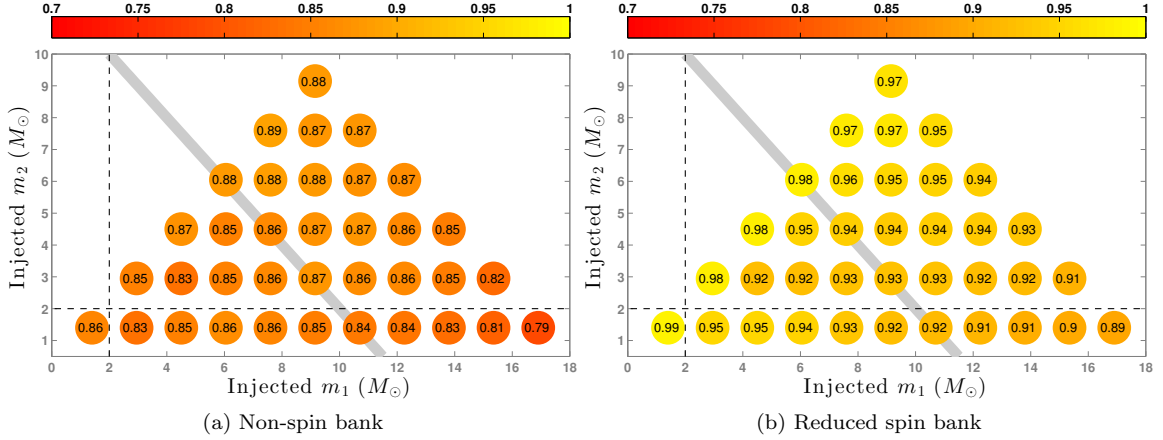 0.7 0.75 0.8 0.85 0.9 0.95 1
10
9
8
7
6
5
4
3
2
1
Injected m₂ (M⊙)
0.88
0.89 0.87 0.87
0.88 0.88 0.88 0.87 0.87
0.87 0.85 0.86 0.87 0.87 0.86 0.85
0.85 0.83 0.85 0.86 0.87 0.86 0.86 0.85 0.82
0.86 0.83 0.85 0.86 0.86 0.85 0.84 0.84 0.83 0.81 0.79
0 2 4 6 8 10 12 14 16 18
Injected m₁ (M⊙)
(a) Non-spin bank
0.7 0.75 0.8 0.85 0.9 0.95 1
10
9
8
7
6
5
4
3
2
1
Injected m₂ (M⊙)
0.97
0.97 0.97 0.95
0.98 0.96 0.95 0.95 0.94
0.98 0.95 0.94 0.94 0.94 0.94 0.93
0.98 0.92 0.92 0.93 0.93 0.93 0.92 0.92 0.91
0.99 0.95 0.95 0.94 0.93 0.92 0.92 0.91 0.91 0.9 0.89
0 2 4 6 8 10 12 14 16 18
Injected m₁ (M⊙)
(b) Reduced spin bank